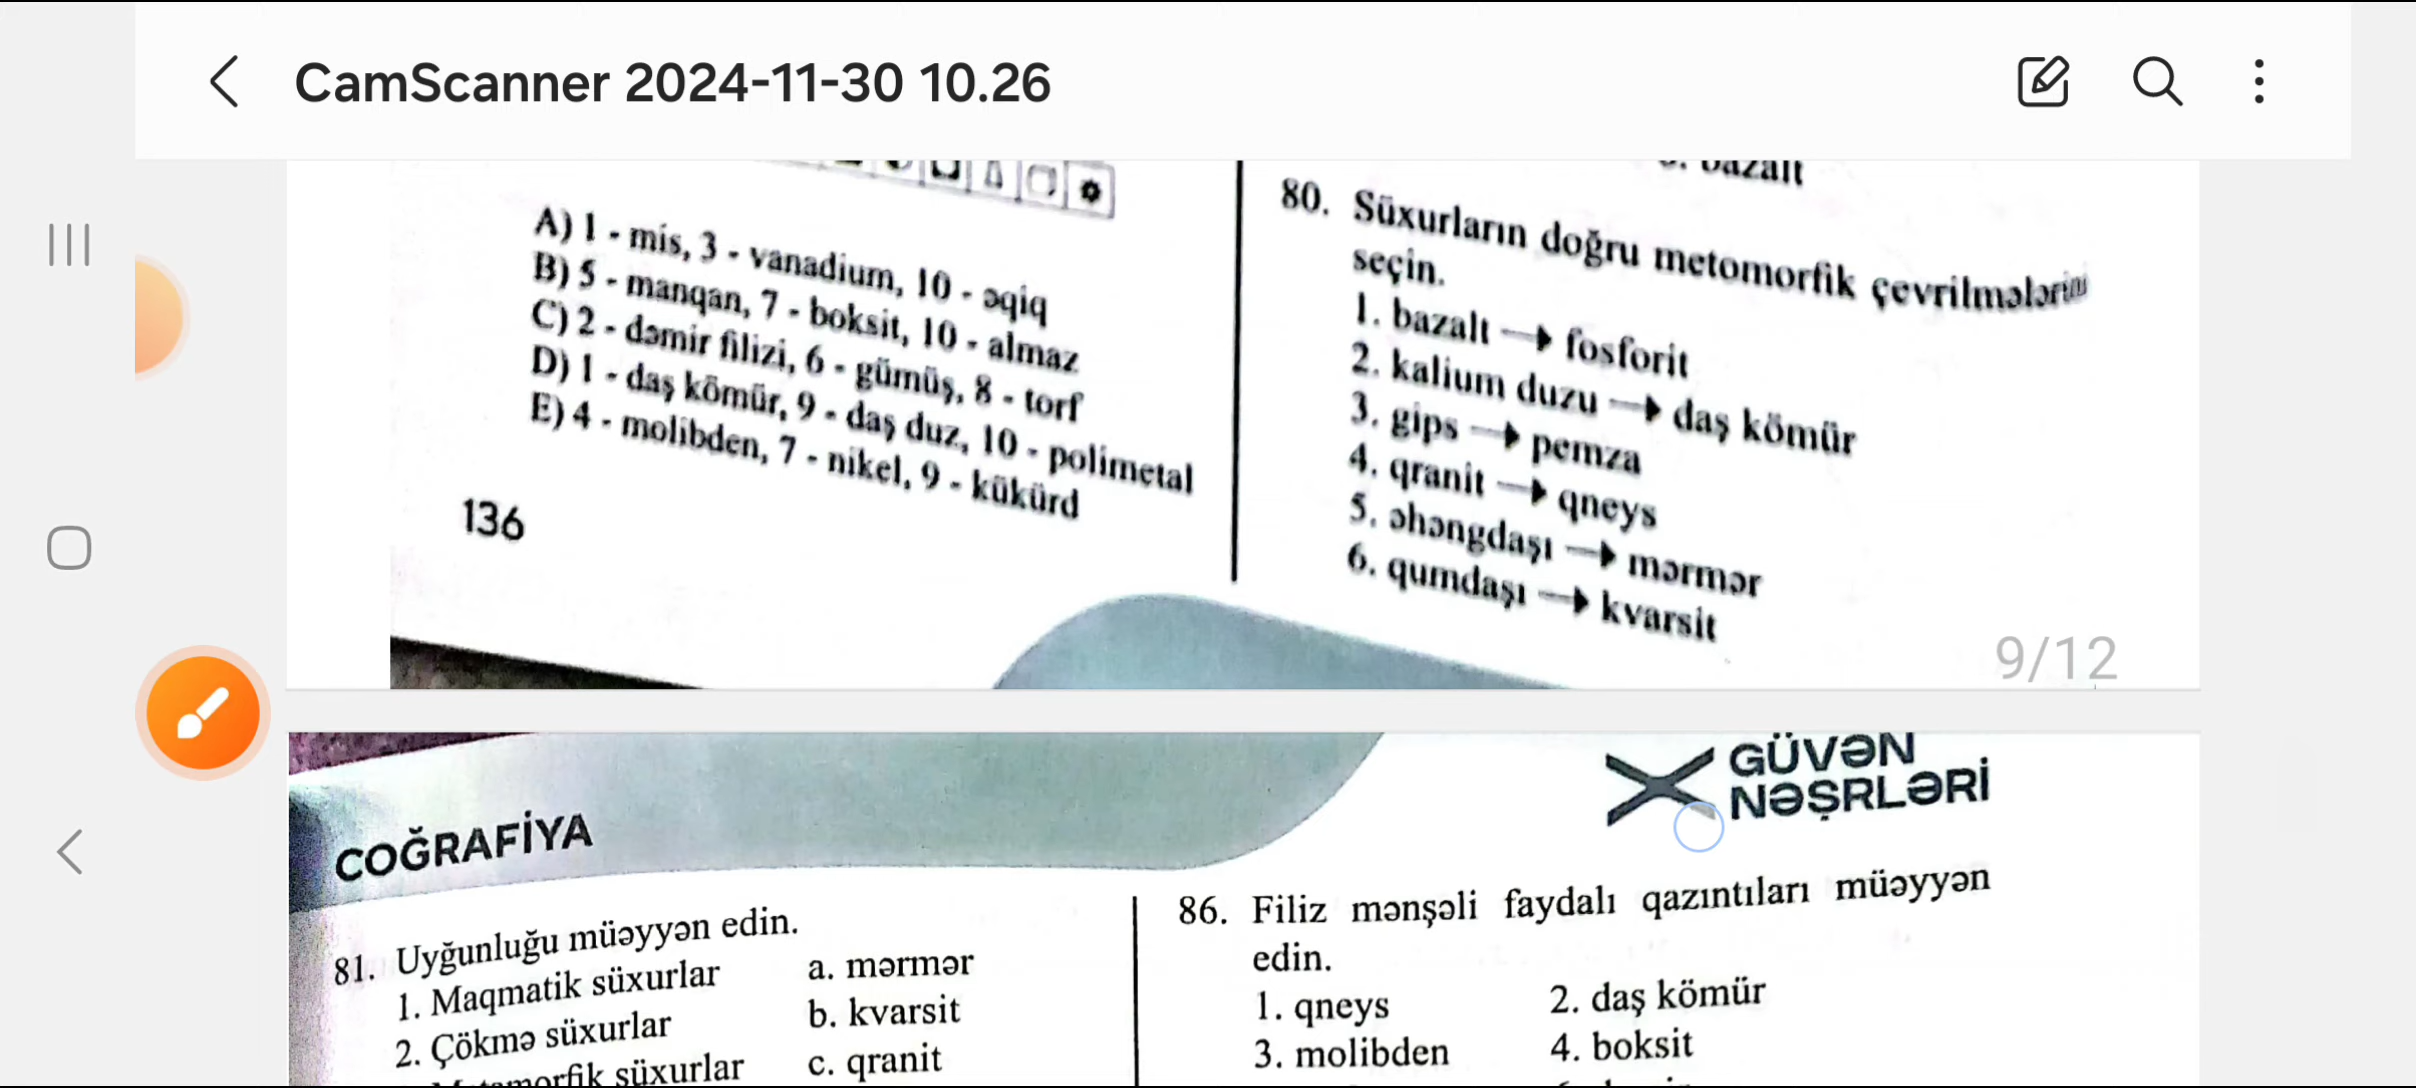 CamScanner 2024-11-30 10.26
A) 1 - mis, 3 - vanadium, 10 - əqiq
B) 5 - manqan, 7 - boksit, 10 - almaz
C) 2 - dəmir filizi, 6 - gümüş, 8 - torf
D) 1 - daş kömür, 9 - daş duz, 10 - polimetal
E) 4 - molibden, 7 - nikel, 9 - kükürd
136
bazalt
80. Süxurların doğru metomorfik çevrilmələrini
seçin.
1. bazalt → fosforit
2. kalium duzu → daş kömür
3. gips → pemza
4. qranit → qneys
5. əhəngdaşı → mərmər
6. qumdaşı → kvarsit
9/12
COĞRAFİYA
GÜVƏN
NƏŞRLƏRİ
81. Uyğunluğu müəyyən edin.
1. Maqmatik süxurlar
2. Çökmə süxurlar
süxurlar
a. mərmər
b. kvarsit
c. qranit
86. Filiz mənşəli faydalı qazıntıları müəyyən
edin.
1. qneys 2. daş kömür
3. molibden 4. boksit